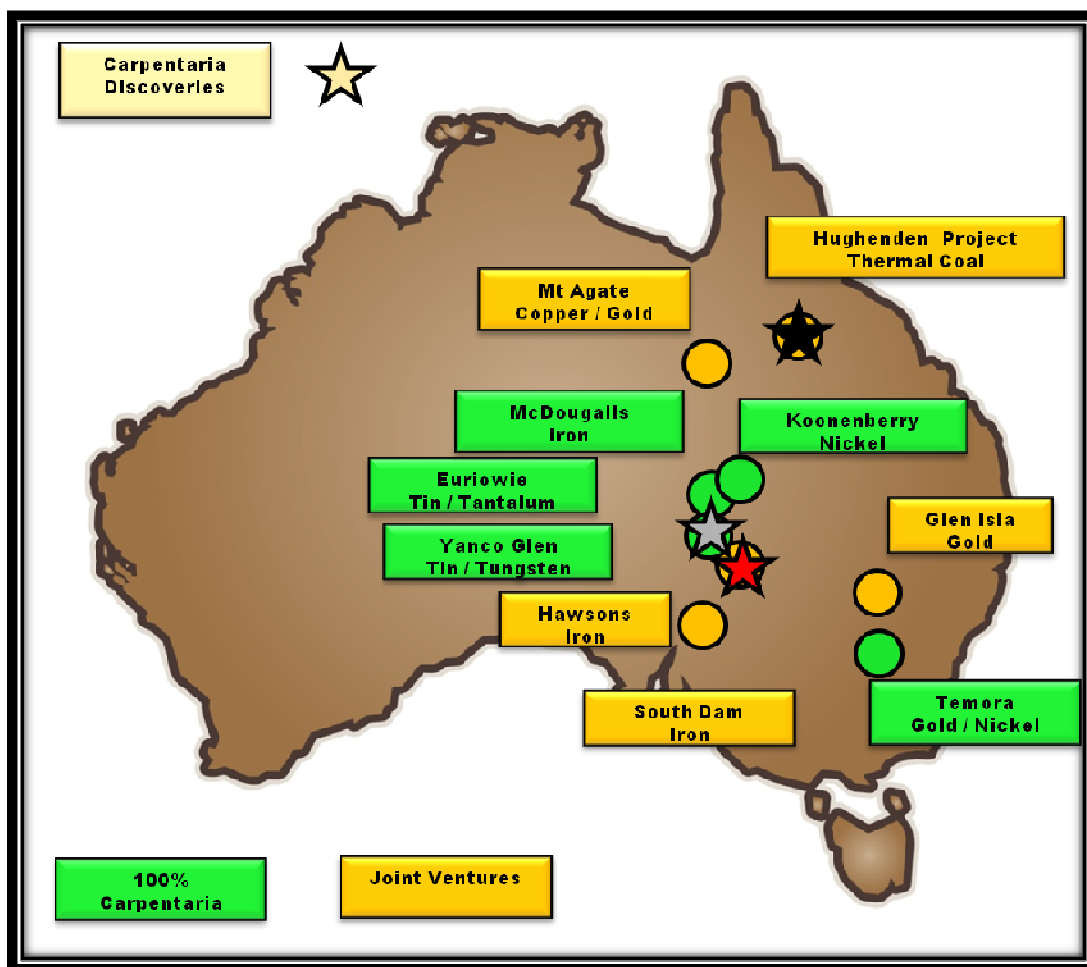 Carpentaria
Discoveries
Hughenden Project
Thermal Coal
Mt Agate
Copper / Gold
McDougalls
Iron
Koonenberry
Nickel
Euriowie
Tin / Tantalum
Glen Isla
Gold
Yanco Glen
Tin / Tungsten
Hawsons
Iron
Temora
Gold / Nickel
South Dam
Iron
100%
Carpentaria
Joint Ventures